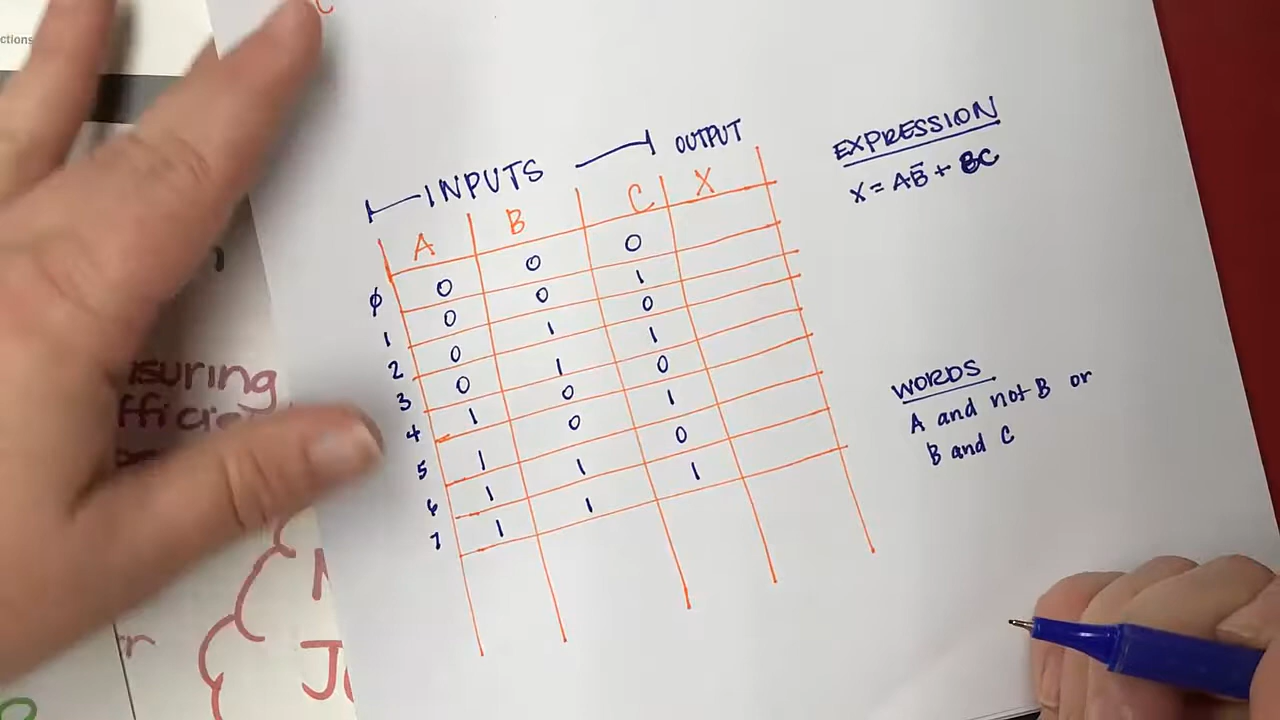 ctions
INPUTS OUTPUT
A B C X
0 0 0 0
1 0 0 1
2 0 1 0
3 0 1 1
4 1 0 0
5 1 0 1
6 1 1 0
7 1 1 1
EXPRESSION
X = AB̄ + BC
WORDS
A and not B or
B and C
suring